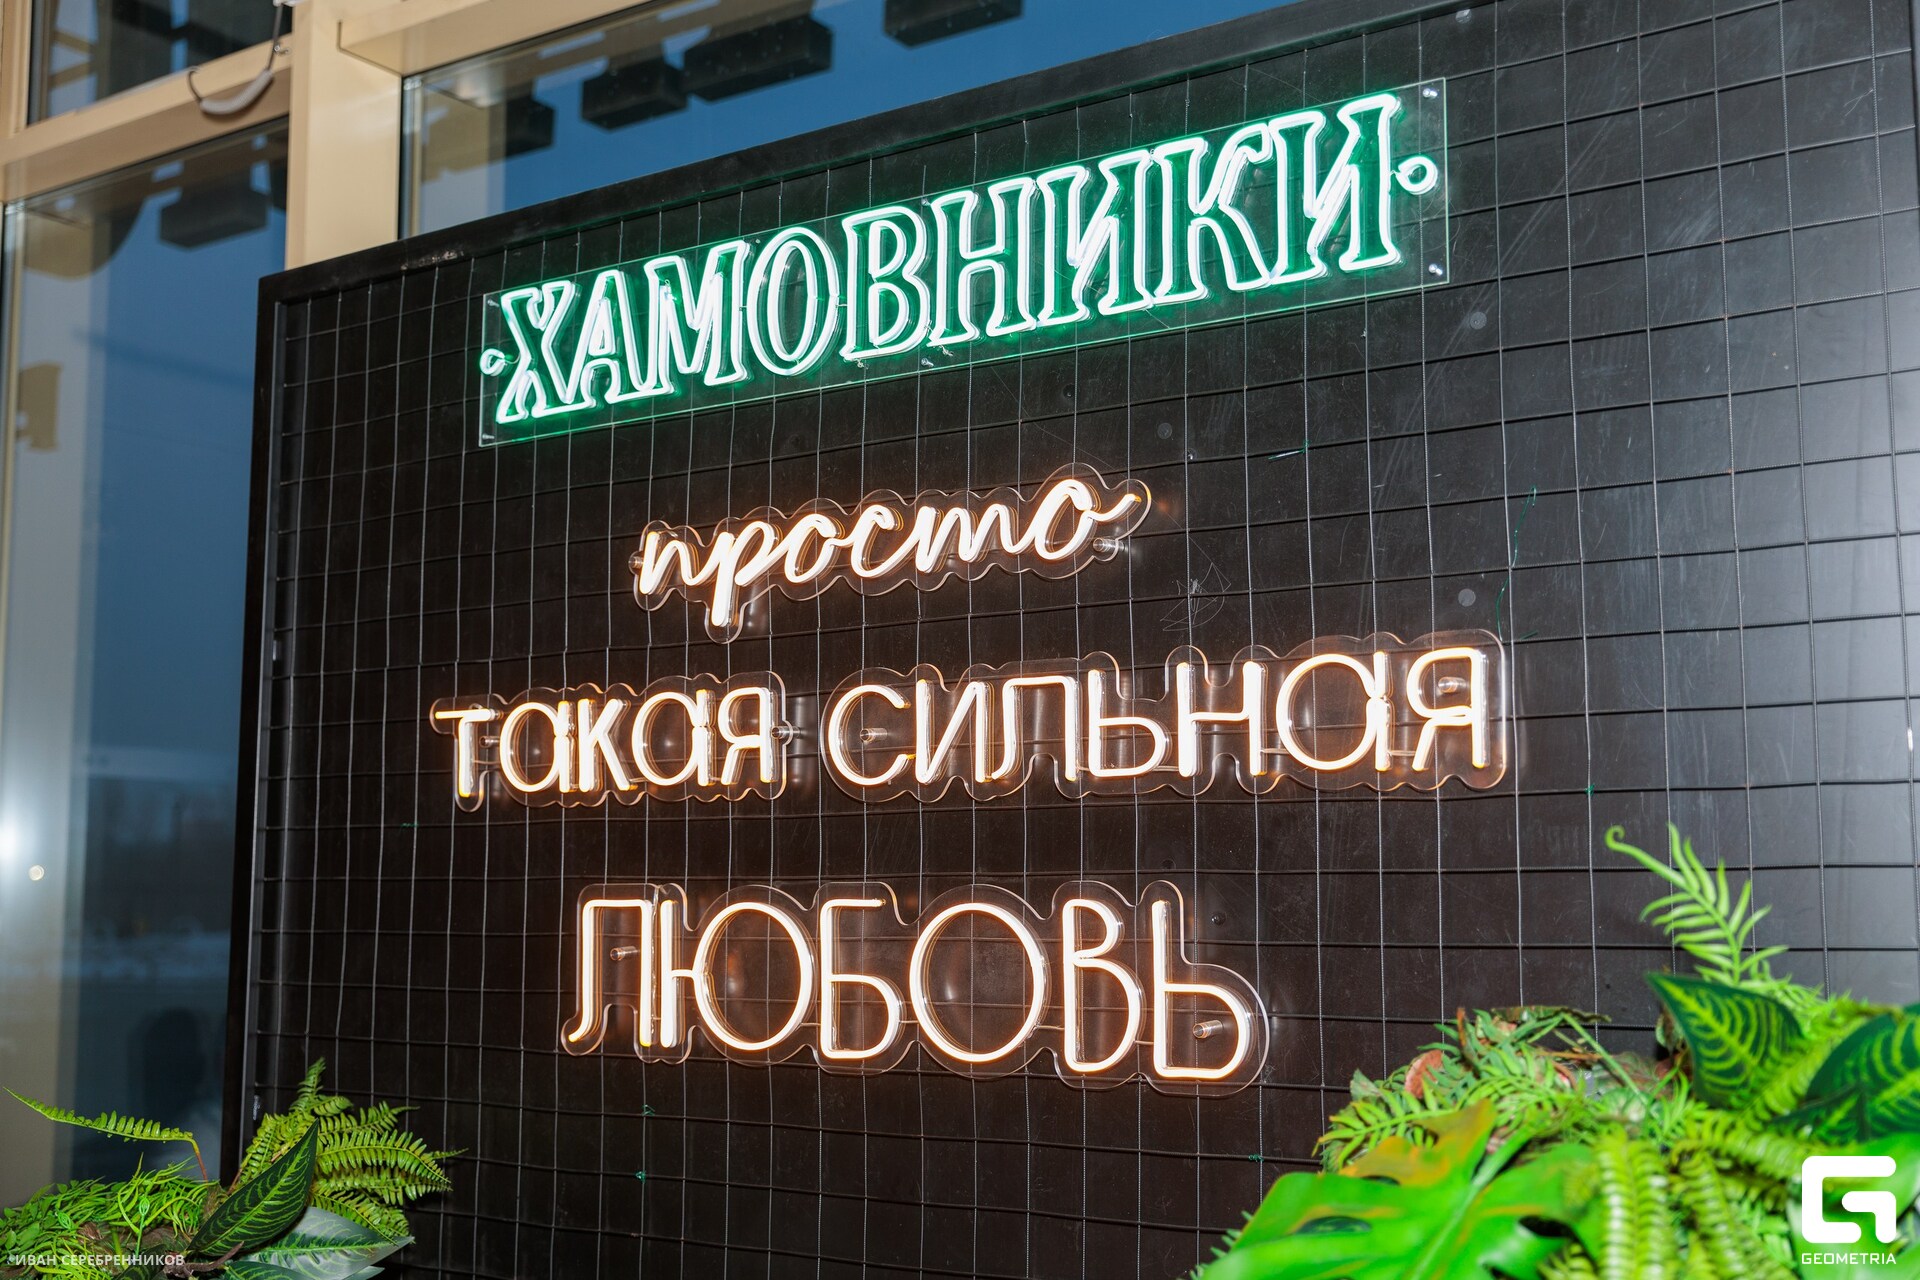 ·ХАМОВНИКИ·
просто
ТАКАЯ СИЛЬНАЯ
ЛЮБОВЬ
©ИВАН СЕРЕБРЕННИКОВ
GEOMETRIA